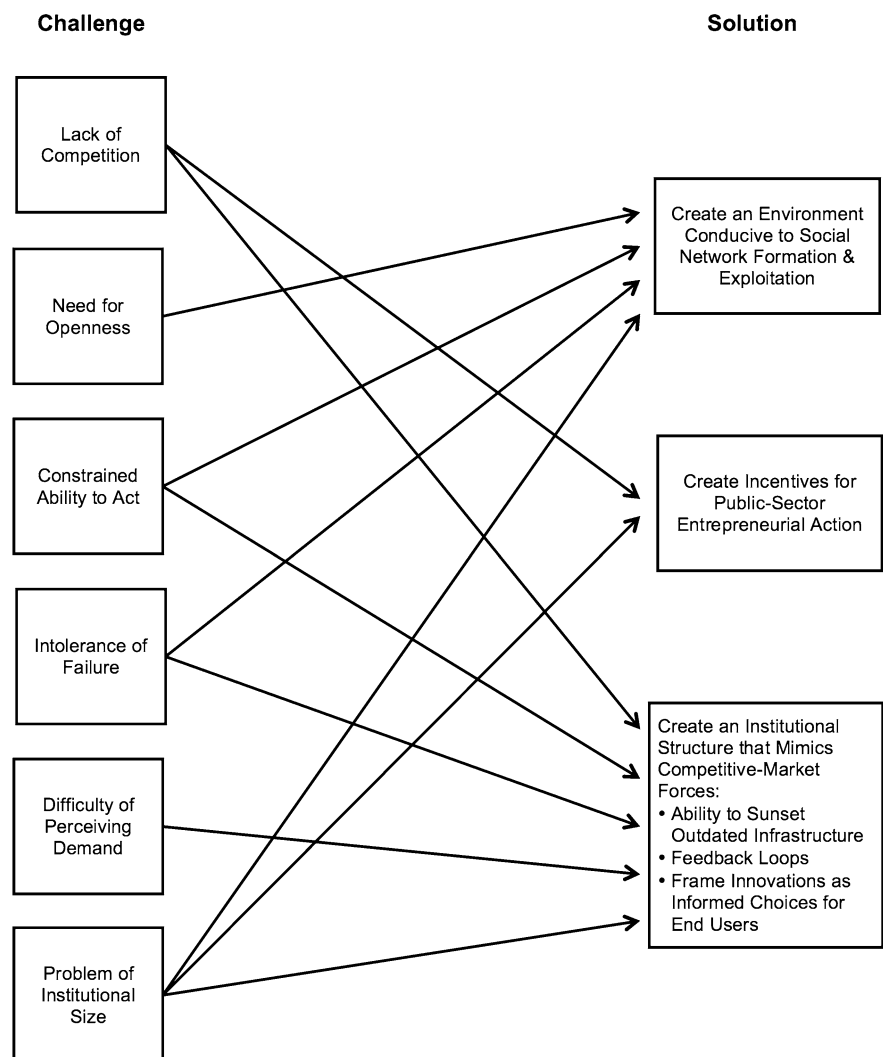 Challenge
Solution
Lack of
Competition
Need for
Openness
Constrained
Ability to Act
Intolerance of
Failure
Difficulty of
Perceiving
Demand
Problem of
Institutional
Size
Create an Environment
Conducive to Social
Network Formation &
Exploitation
Create Incentives for
Public-Sector
Entrepreneurial Action
Create an Institutional
Structure that Mimics
Competitive-Market
Forces:
• Ability to Sunset
Outdated Infrastructure
• Feedback Loops
• Frame Innovations as
Informed Choices for
End Users